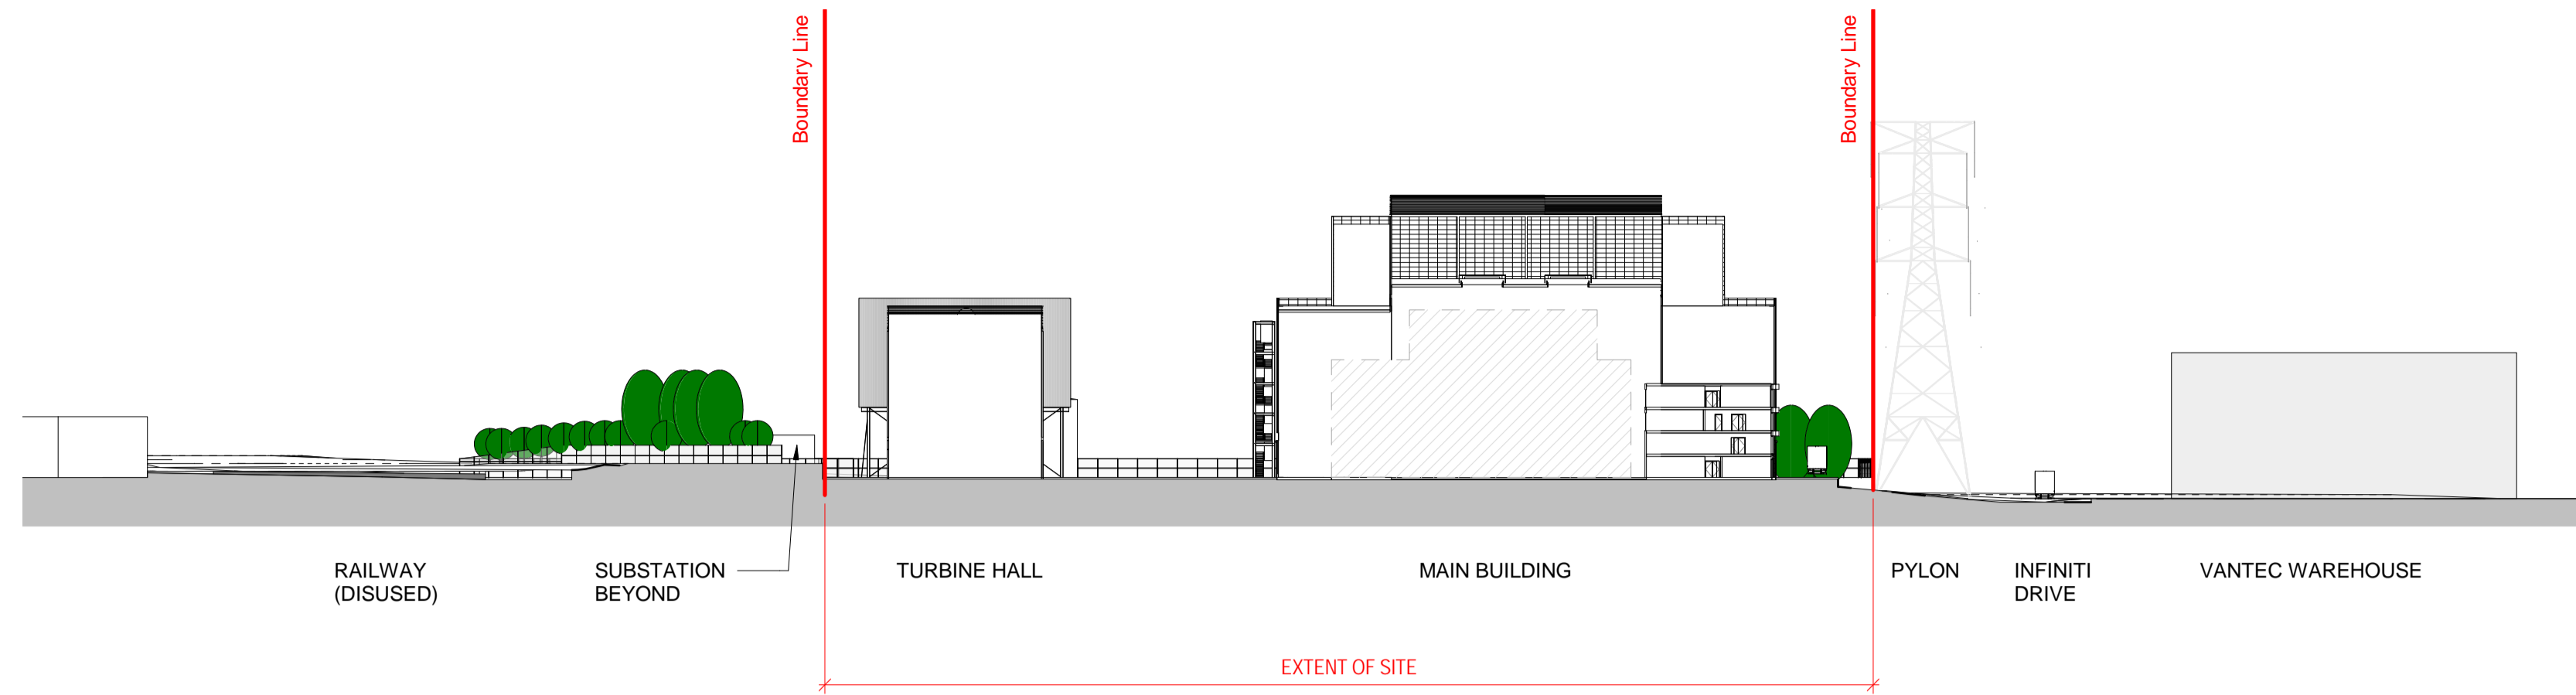 Boundary Line
Boundary Line
RAILWAY
(DISUSED)
SUBSTATION
BEYOND
TURBINE HALL
MAIN BUILDING
PYLON
INFINITI
DRIVE
VANTEC WAREHOUSE
EXTENT OF SITE